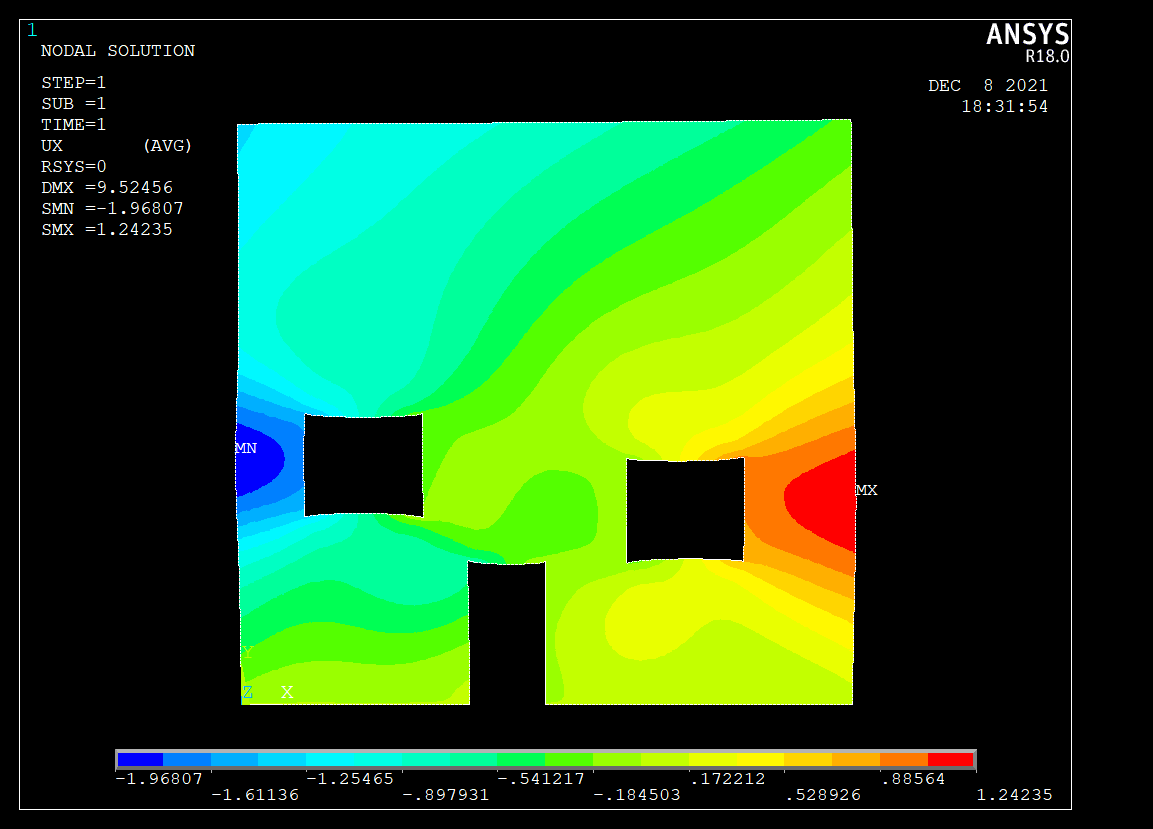 1
ANSYS
R18.0
NODAL SOLUTION
STEP=1
SUB =1
TIME=1
UX (AVG)
RSYS=0
DMX =9.52456
SMN =-1.96807
SMX =1.24235
DEC 8 2021
18:31:54
MN
MX
Y
Z X
-1.96807 -1.25465 -.541217 .172212 .88564
-1.61136 -.897931 -.184503 .528926 1.24235